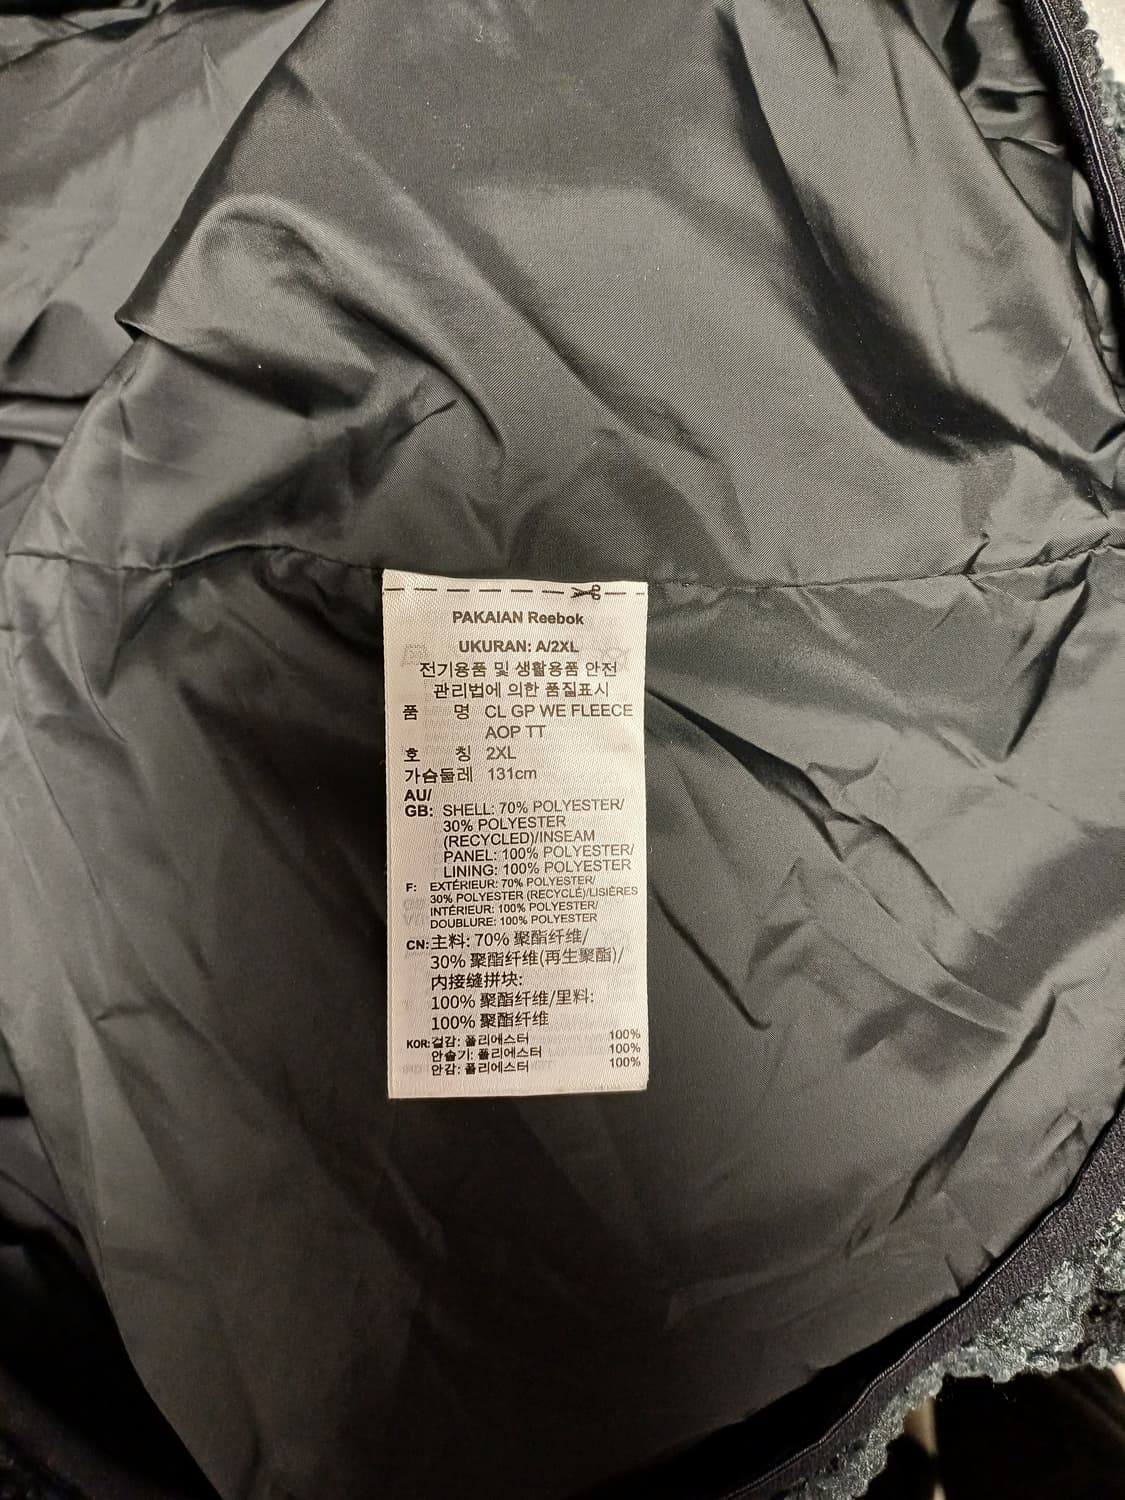 PAKAIAN Reebok
UKURAN: A/2XL
전기용품 및 생활용품 안전
관리법에 의한 품질표시
품 명 CL GP WE FLEECE
AOP TT
호 칭 2XL
가슴둘레 131cm
AU/
GB: SHELL: 70% POLYESTER/
30% POLYESTER
(RECYCLED)/INSEAM
PANEL: 100% POLYESTER/
LINING: 100% POLYESTER
F: EXTÉRIEUR: 70% POLYESTER/
30% POLYESTER (RECYCLÉ)/LISIÈRES
INTÉRIEUR: 100% POLYESTER/
DOUBLURE: 100% POLYESTER
CN: 主料: 70% 聚酯纤维/
30% 聚酯纤维(再生聚酯)/
内接缝拼块:
100% 聚酯纤维/里料:
100% 聚酯纤维
KOR: 겉감: 폴리에스터 100%
안솔기: 폴리에스터 100%
안감: 폴리에스터 100%